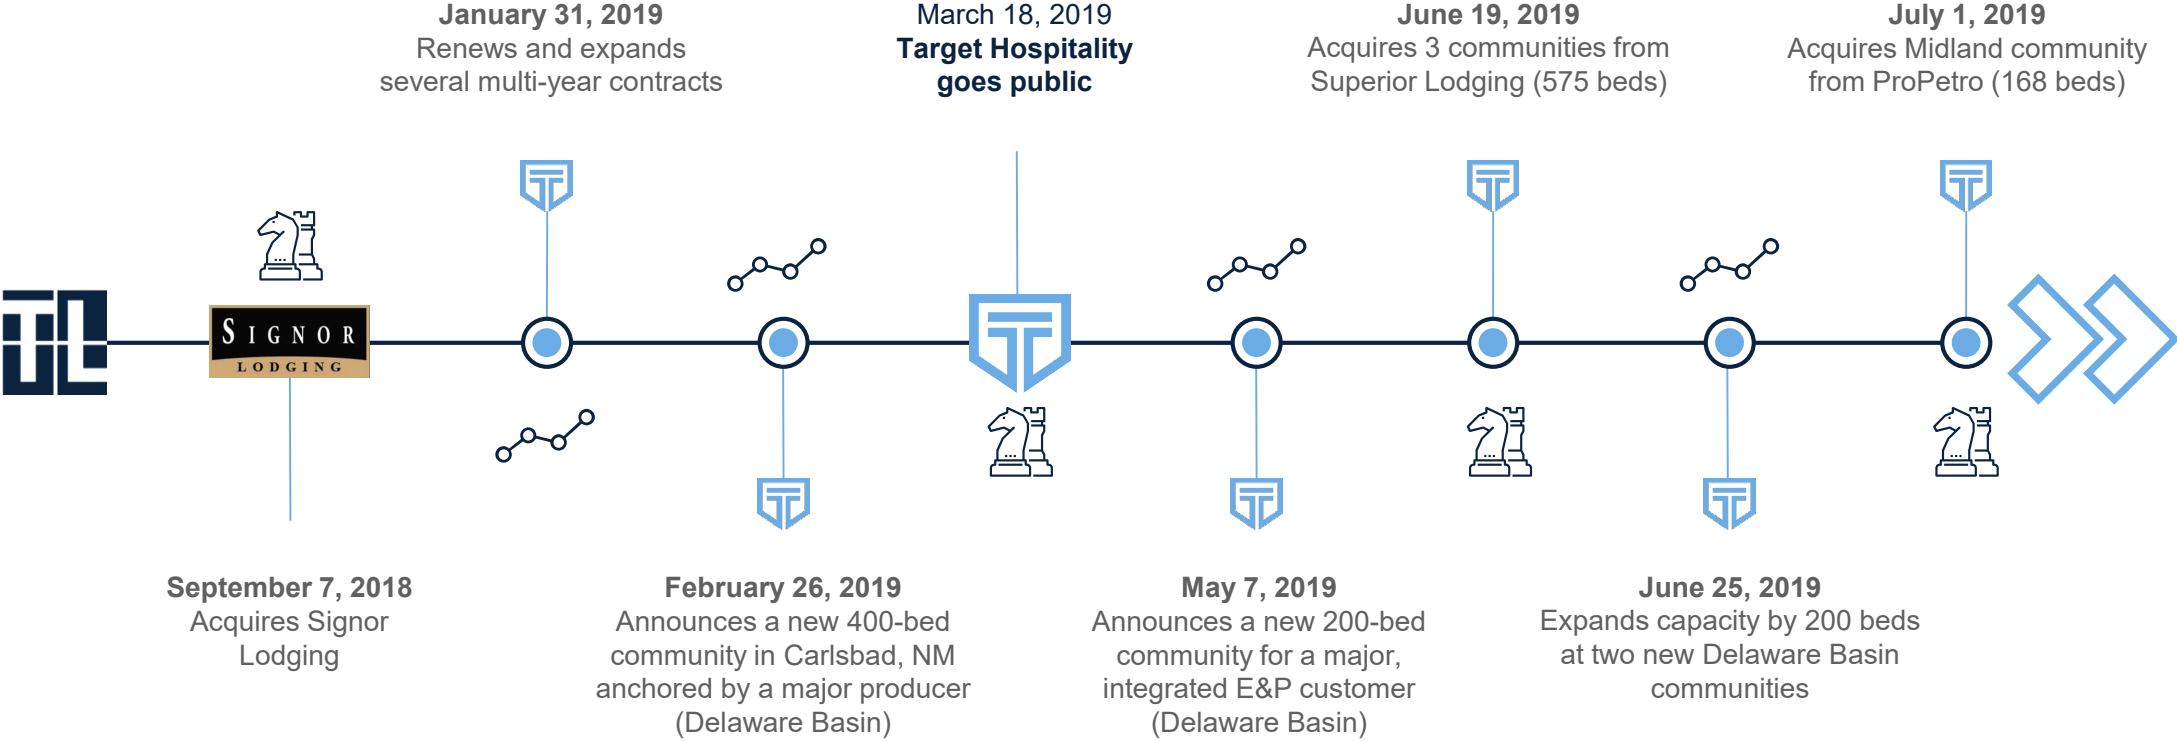 January 31, 2019
Renews and expands
several multi-year contracts
March 18, 2019
Target Hospitality
goes public
June 19, 2019
Acquires 3 communities from
Superior Lodging (575 beds)
July 1, 2019
Acquires Midland community
from ProPetro (168 beds)
TL
SIGNOR
LODGING
September 7, 2018
Acquires Signor
Lodging
February 26, 2019
Announces a new 400-bed
community in Carlsbad, NM
anchored by a major producer
(Delaware Basin)
May 7, 2019
Announces a new 200-bed
community for a major,
integrated E&P customer
(Delaware Basin)
June 25, 2019
Expands capacity by 200 beds
at two new Delaware Basin
communities